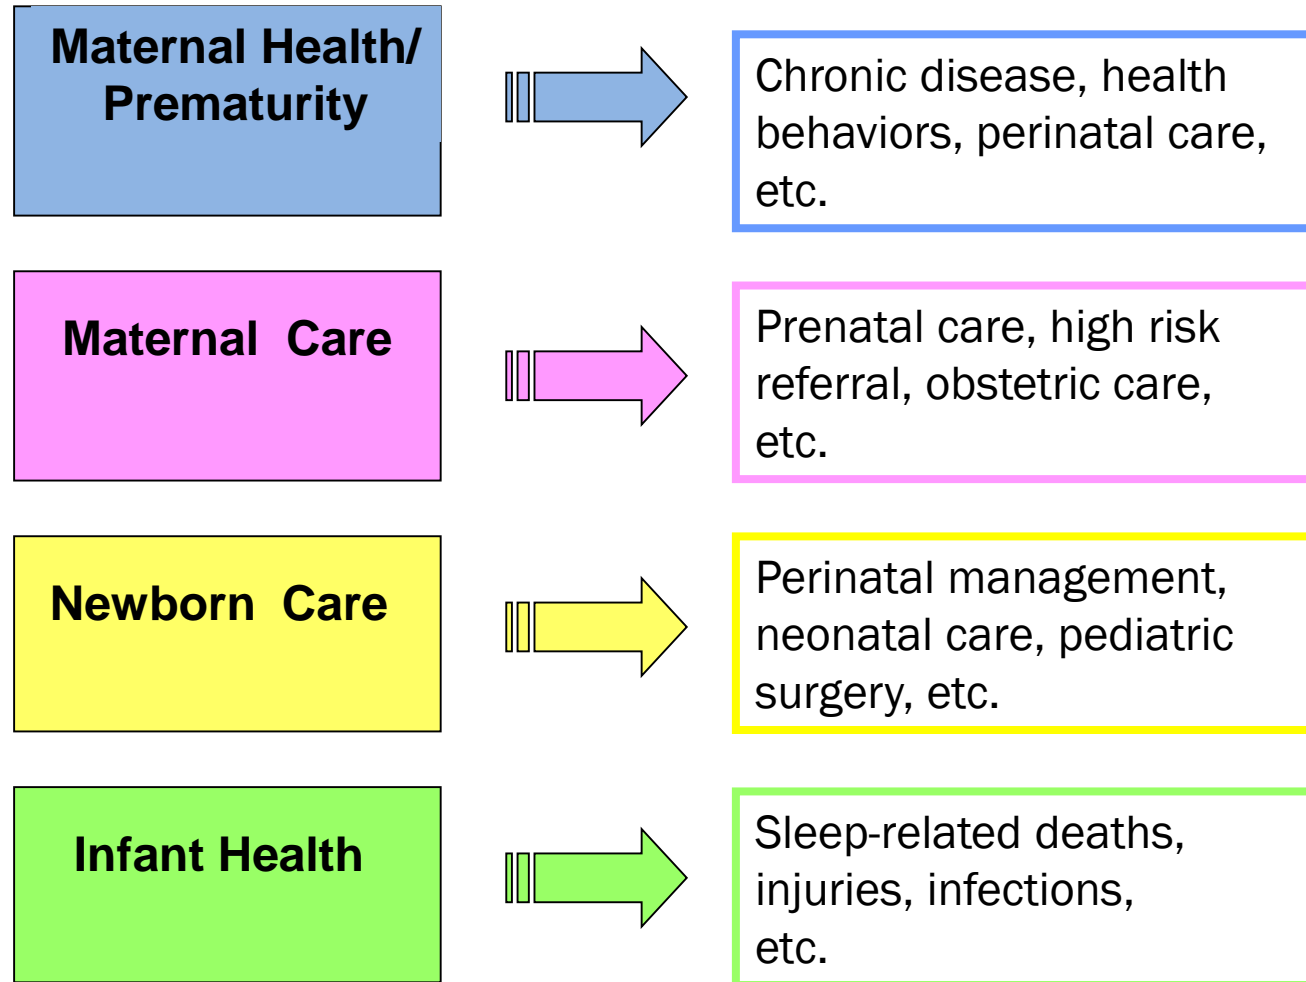 Maternal Health/
Prematurity
Chronic disease, health
behaviors, perinatal care,
etc.
Maternal  Care
Prenatal care, high risk
referral, obstetric care,
etc.
Newborn  Care
Perinatal management,
neonatal care, pediatric
surgery, etc.
Infant Health
Sleep-related deaths,
injuries, infections,
etc.